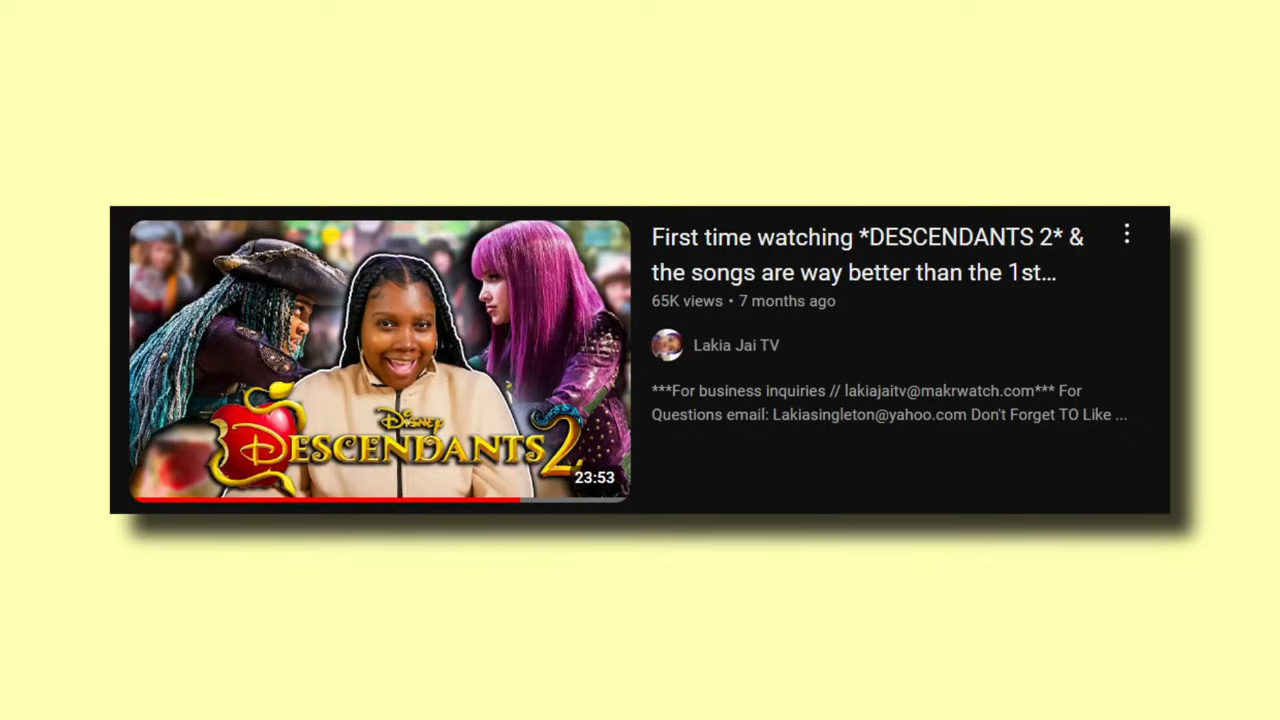 First time watching *DESCENDANTS 2* &
the songs are way better than the 1st...
65K views • 7 months ago
Lakia Jai TV
***For business inquiries // lakiajaitv@makrwatch.com*** For
Questions email: Lakiasingleton@yahoo.com Don't Forget TO Like ...
DISNEY
DESCENDANTS 2
23:53